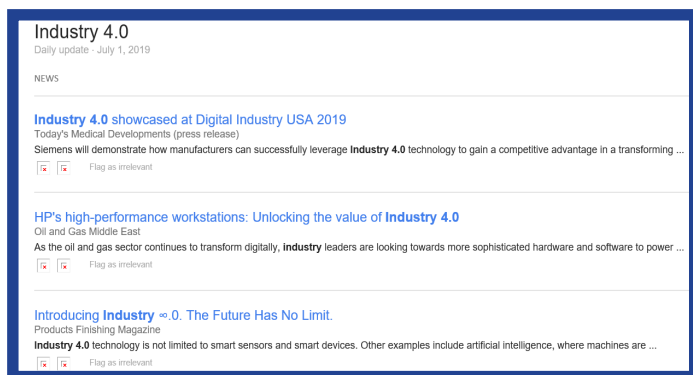 Industry 4.0
Daily update · July 1, 2019
NEWS
Industry 4.0 showcased at Digital Industry USA 2019
Today's Medical Developments (press release)
Siemens will demonstrate how manufacturers can successfully leverage Industry 4.0 technology to gain a competitive advantage in a transforming ...
Flag as irrelevant
HP's high-performance workstations: Unlocking the value of Industry 4.0
Oil and Gas Middle East
As the oil and gas sector continues to transform digitally, industry leaders are looking towards more sophisticated hardware and software to power ...
Flag as irrelevant
Introducing Industry ∞.0. The Future Has No Limit.
Products Finishing Magazine
Industry 4.0 technology is not limited to smart sensors and smart devices. Other examples include artificial intelligence, where machines are ...
Flag as irrelevant